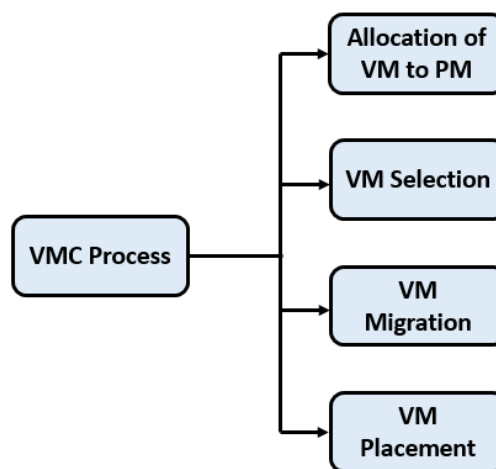 Allocation of
VM to PM
VM Selection
VMC Process
VM
Migration
VM
Placement